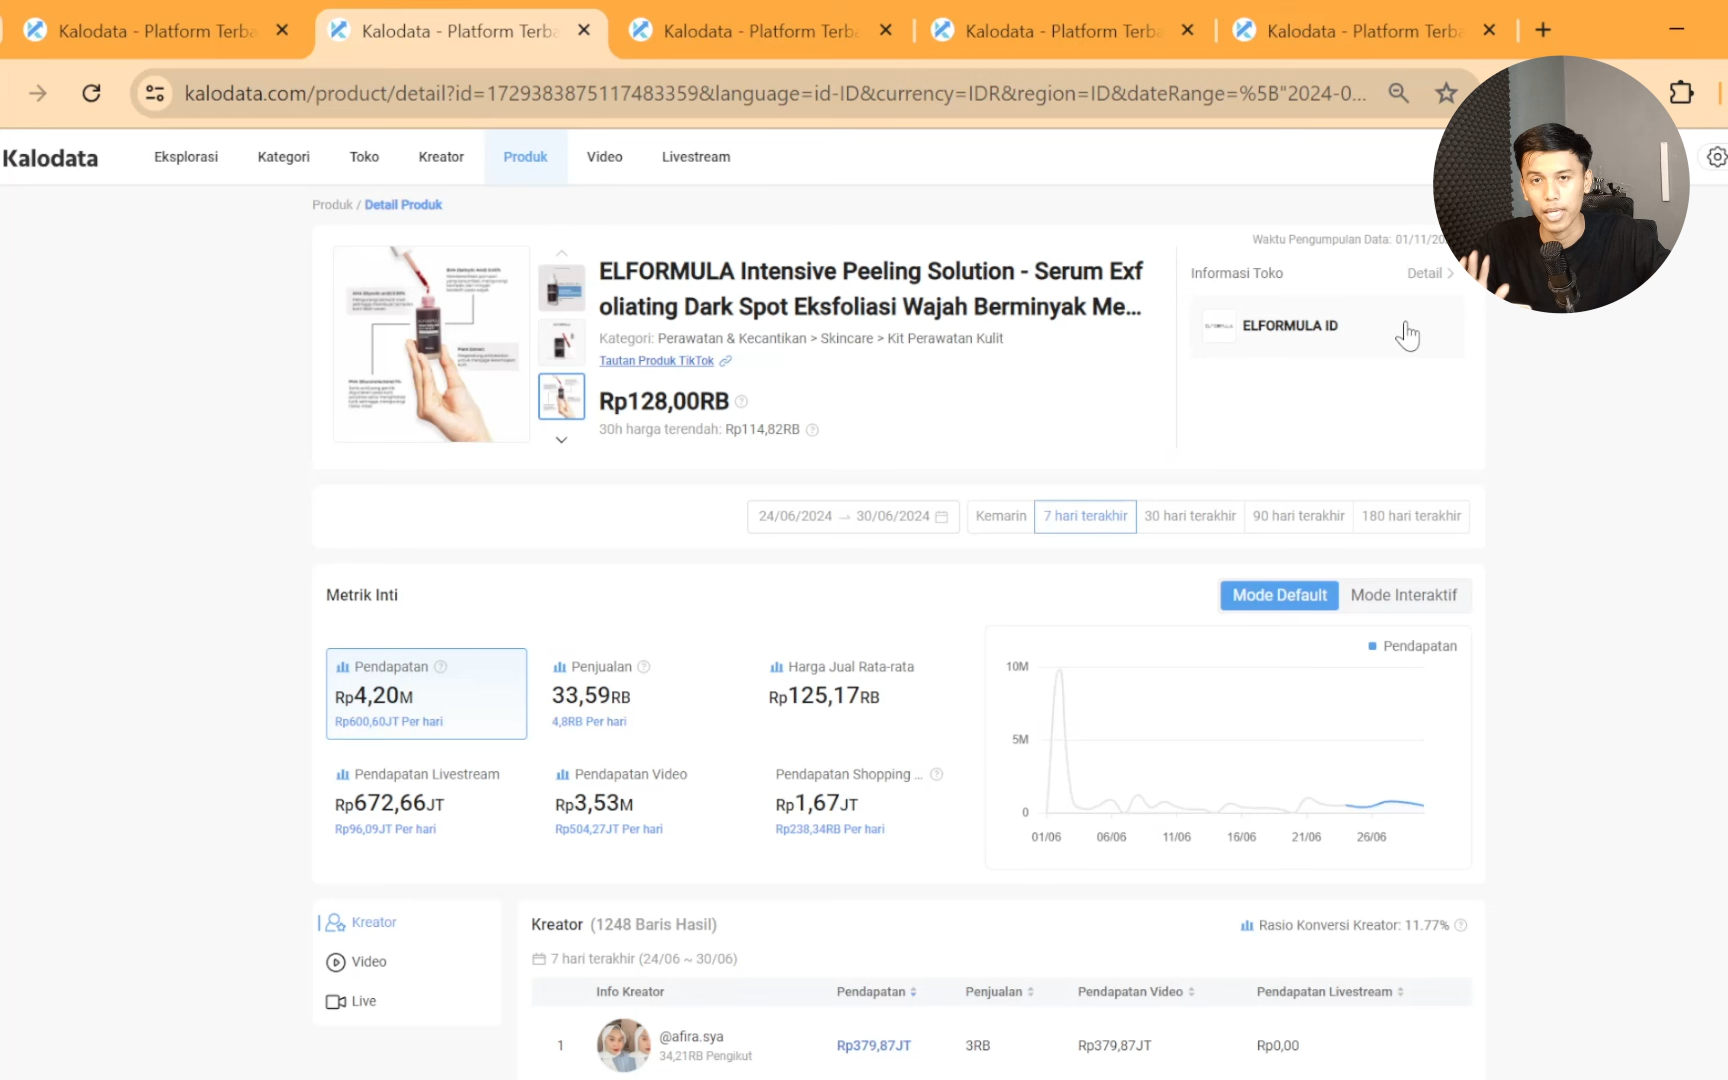 Kalodata - Platform Terba
Kalodata - Platform Terba
Kalodata - Platform Terba
Kalodata - Platform Terba
Kalodata - Platform Terba
kalodata.com/product/detail?id=1729383875117483359&language=id-ID&currency=IDR&region=ID&dateRange=%5B"2024-0...
Kalodata
Eksplorasi
Kategori
Toko
Kreator
Produk
Video
Livestream
Produk / Detail Produk
Waktu Pengumpulan Data: 01/11/20
ELFORMULA Intensive Peeling Solution - Serum Exf
oliating Dark Spot Eksfoliasi Wajah Berminyak Me...
Kategori: Perawatan & Kecantikan > Skincare > Kit Perawatan Kulit
Tautan Produk TikTok
Rp128,00RB
30h harga terendah: Rp114,82RB
Informasi Toko
Detail >
ELFORMULA ID
24/06/2024 → 30/06/2024
Kemarin
7 hari terakhir
30 hari terakhir
90 hari terakhir
180 hari terakhir
Metrik Inti
Mode Default
Mode Interaktif
Pendapatan
Rp4,20M
Rp600,60JT Per hari
Penjualan
33,59RB
4,8RB Per hari
Harga Jual Rata-rata
Rp125,17RB
Pendapatan Livestream
Rp672,66JT
Rp96,09JT Per hari
Pendapatan Video
Rp3,53M
Rp504,27JT Per hari
Pendapatan Shopping ...
Rp1,67JT
Rp238,34RB Per hari
Pendapatan
10M
5M
0
01/06
06/06
11/06
16/06
21/06
26/06
Kreator
Video
Live
Kreator (1248 Baris Hasil)
Rasio Konversi Kreator: 11.77%
7 hari terakhir (24/06 ~ 30/06)
Info Kreator
Pendapatan
Penjualan
Pendapatan Video
Pendapatan Livestream
1
@afira.sya
34,21RB Pengikut
Rp379,87JT
3RB
Rp379,87JT
Rp0,00